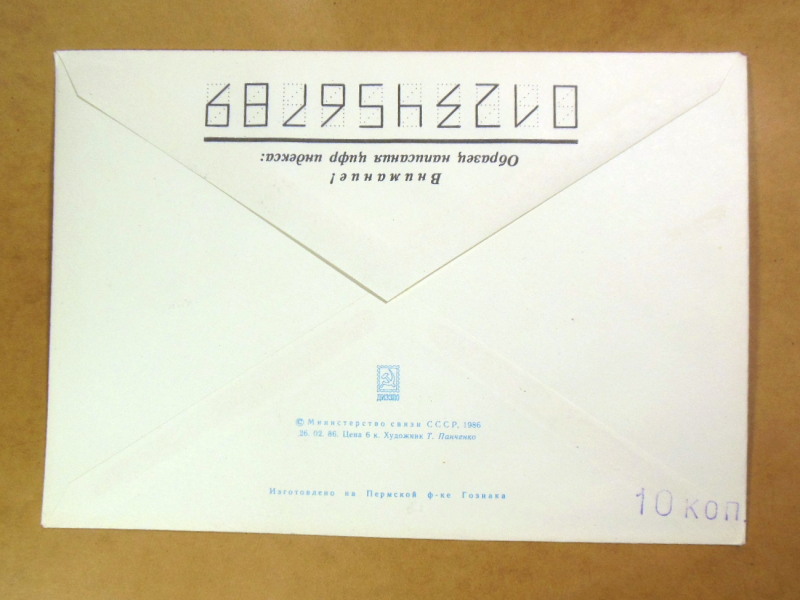 Внимание!
Образец написания цифр индекса:
0123456789
© Министерство связи СССР, 1986
26. 02. 86. Цена 6 к. Художник Т. Панченко
Изготовлено на Пермской ф-ке Гознака
10 коп.